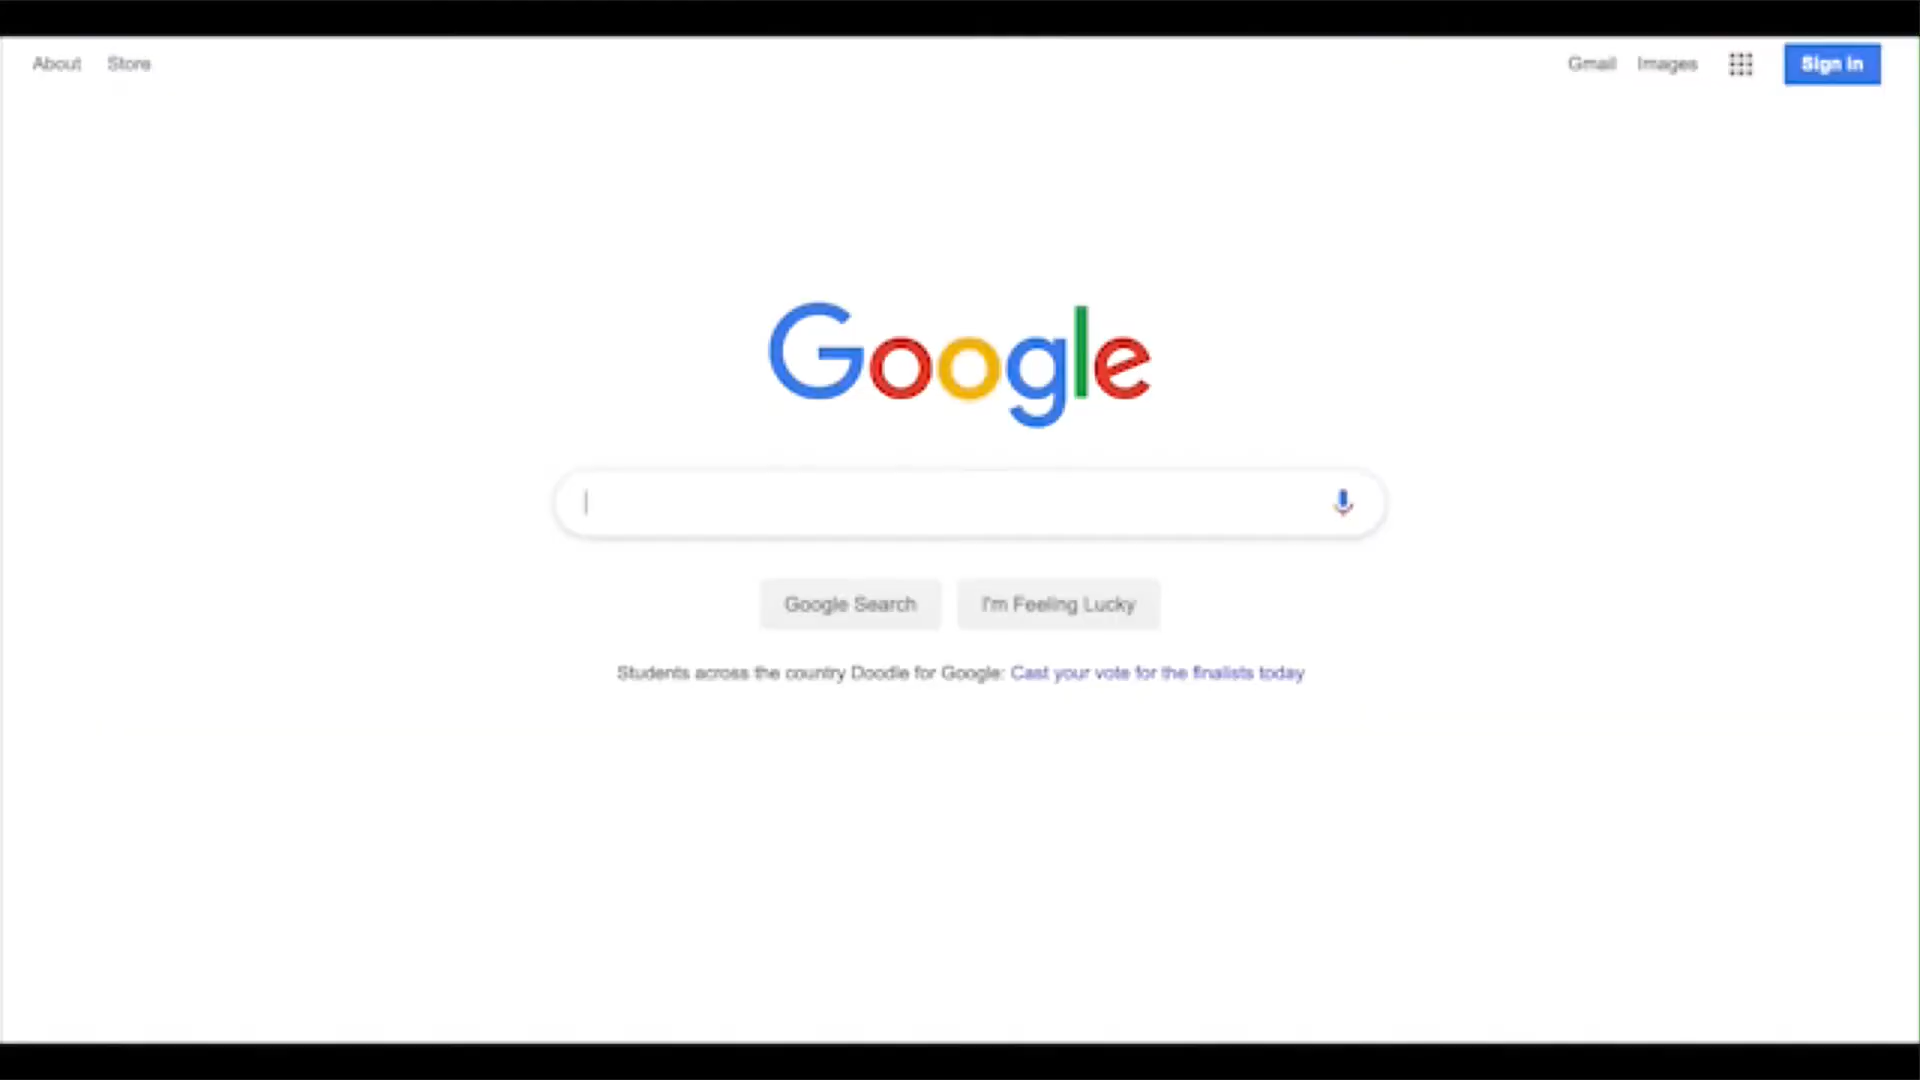 About Store Gmail Images Sign in
Google
Google Search I'm Feeling Lucky
Students across the country Doodle for Google: Cast your vote for the finalists today